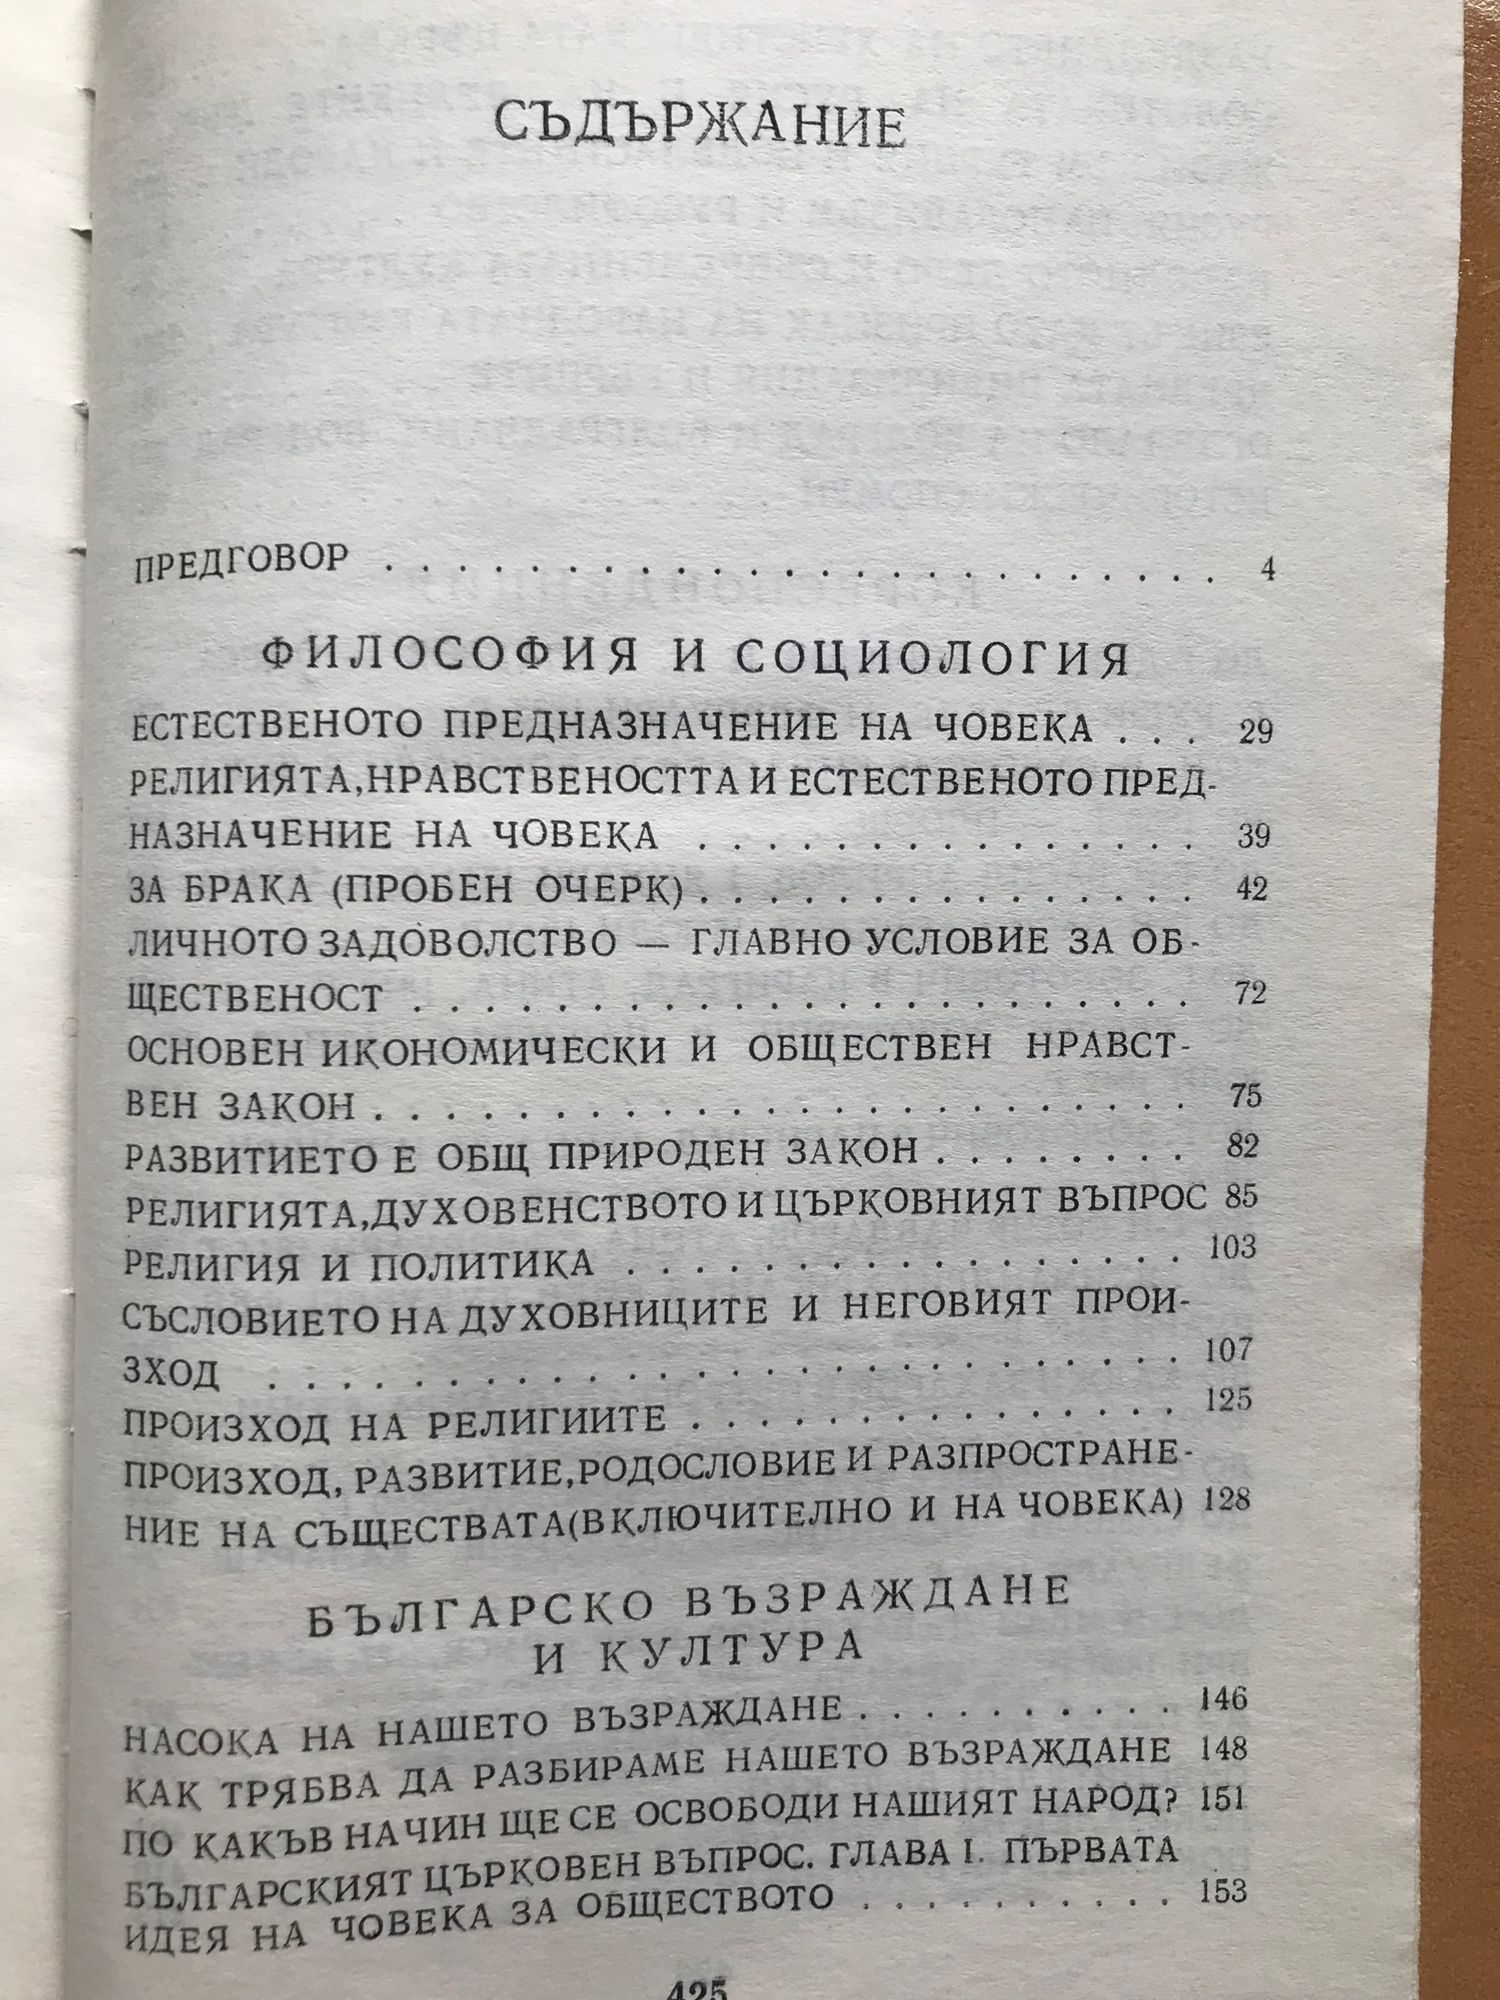 СЪДЪРЖАНИЕ
ПРЕДГОВОР . . . . . . . . . . . . . . . . . . . . . . . . 4
ФИЛОСОФИЯ И СОЦИОЛОГИЯ
ЕСТЕСТВЕНОТО ПРЕДНАЗНАЧЕНИЕ НА ЧОВЕКА . . . 29
РЕЛИГИЯТА, НРАВСТВЕНОСТТА И ЕСТЕСТВЕНОТО ПРЕД-
НАЗНАЧЕНИЕ НА ЧОВЕКА . . . . . . . . . . . . . . . 39
ЗА БРАКА (ПРОБЕН ОЧЕРК) . . . . . . . . . . . . . . . 42
ЛИЧНОТО ЗАДОВОЛСТВО — ГЛАВНО УСЛОВИЕ ЗА ОБ-
ЩЕСТВЕНОСТ . . . . . . . . . . . . . . . . . . . . . . . 72
ОСНОВЕН ИКОНОМИЧЕСКИ И ОБЩЕСТВЕН НРАВСТ-
ВЕН ЗАКОН . . . . . . . . . . . . . . . . . . . . . . . . 75
РАЗВИТИЕТО Е ОБЩ ПРИРОДЕН ЗАКОН . . . . . . . . 82
РЕЛИГИЯТА, ДУХОВЕНСТВОТО И ЦЪРКОВНИЯТ ВЪПРОС 85
РЕЛИГИЯ И ПОЛИТИКА . . . . . . . . . . . . . . . . . 103
СЪСЛОВИЕТО НА ДУХОВНИЦИТЕ И НЕГОВИЯТ ПРОИ-
ЗХОД . . . . . . . . . . . . . . . . . . . . . . . . . . . 107
ПРОИЗХОД НА РЕЛИГИИТЕ . . . . . . . . . . . . . . . 125
ПРОИЗХОД, РАЗВИТИЕ, РОДОСЛОВИЕ И РАЗПРОСТРАНЕ-
НИЕ НА СЪЩЕСТВАТА (ВКЛЮЧИТЕЛНО И НА ЧОВЕКА) 128
БЪЛГАРСКО ВЪЗРАЖДАНЕ
И КУЛТУРА
НАСОКА НА НАШЕТО ВЪЗРАЖДАНЕ . . . . . . . . . . 146
КАК ТРЯБВА ДА РАЗБИРАМЕ НАШЕТО ВЪЗРАЖДАНЕ 148
ПО КАКЪВ НАЧИН ЩЕ СЕ ОСВОБОДИ НАШИЯТ НАРОД? 151
БЪЛГАРСКИЯТ ЦЪРКОВЕН ВЪПРОС. ГЛАВА I. ПЪРВАТА
ИДЕЯ НА ЧОВЕКА ЗА ОБЩЕСТВОТО . . . . . . . . . . 153
425